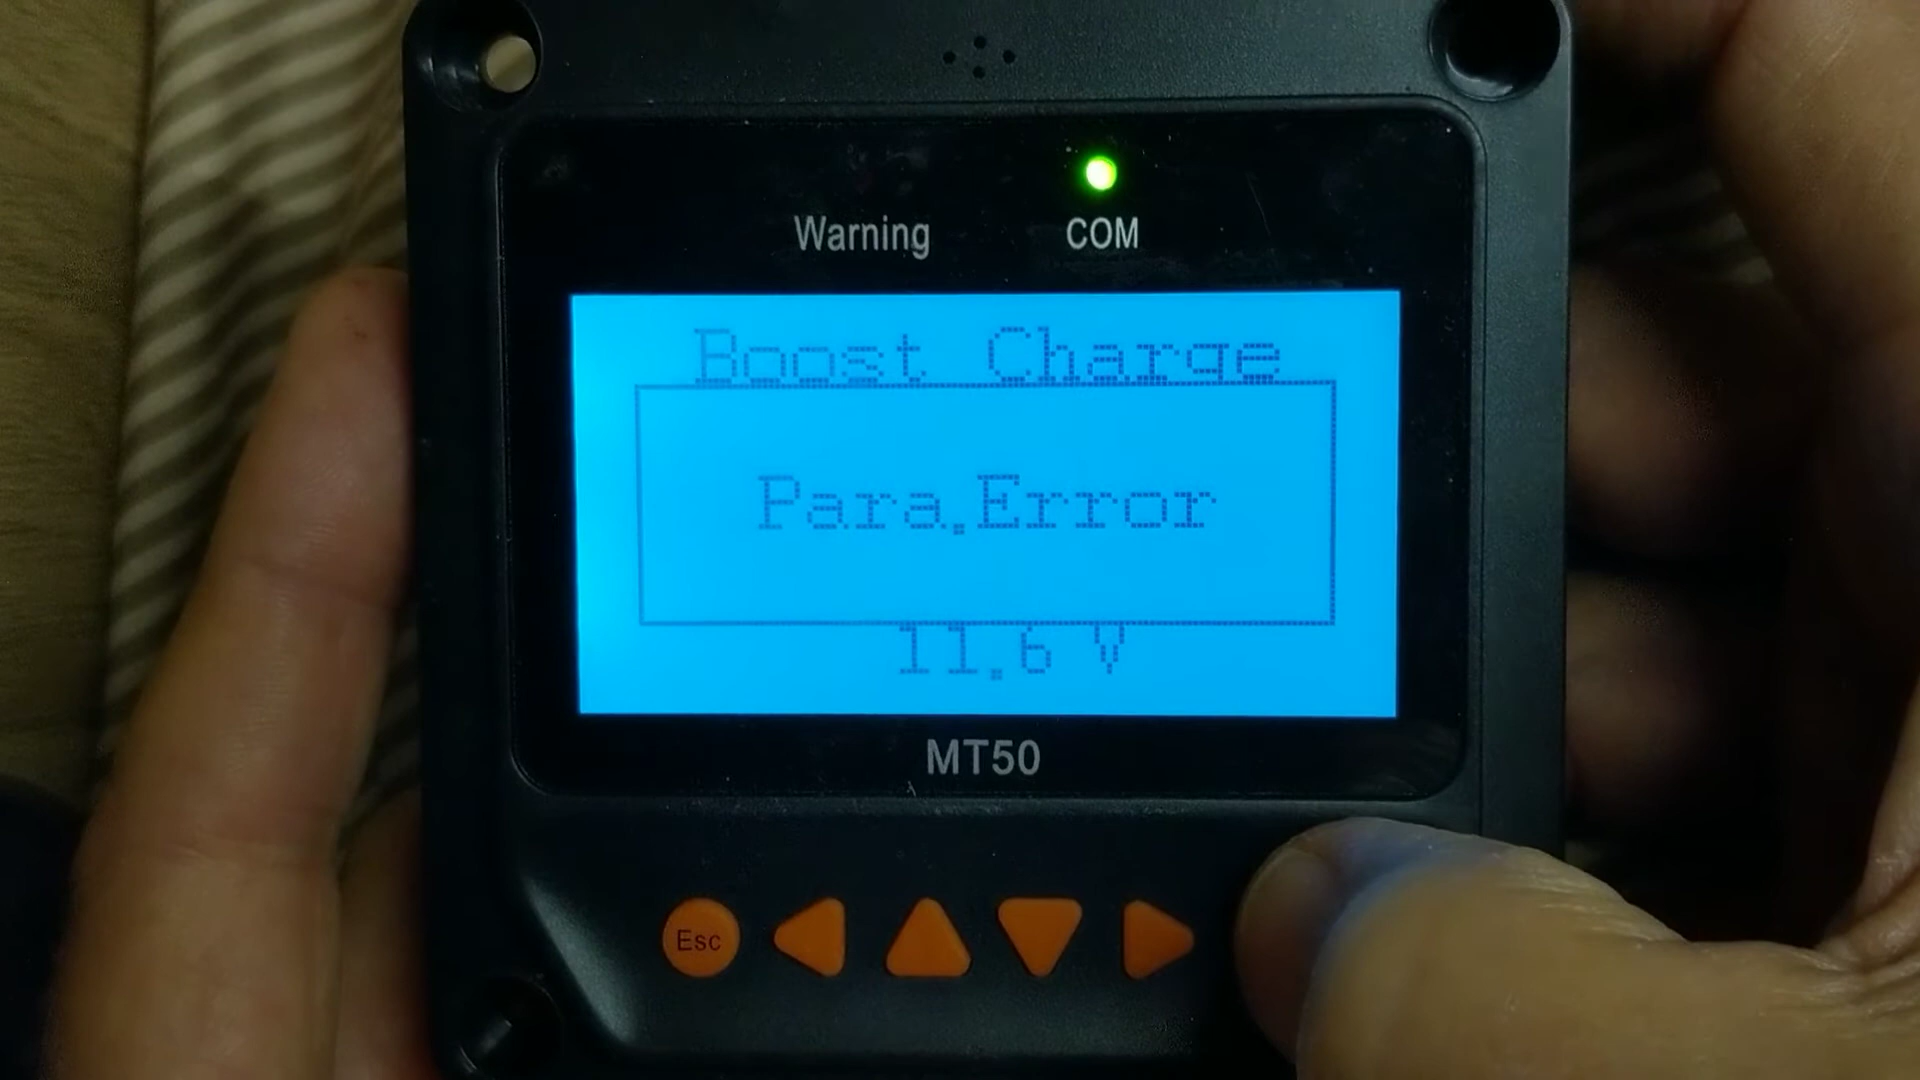 Warning
COM
Boost Charge
Para.Error
11.6 V
MT50
Esc